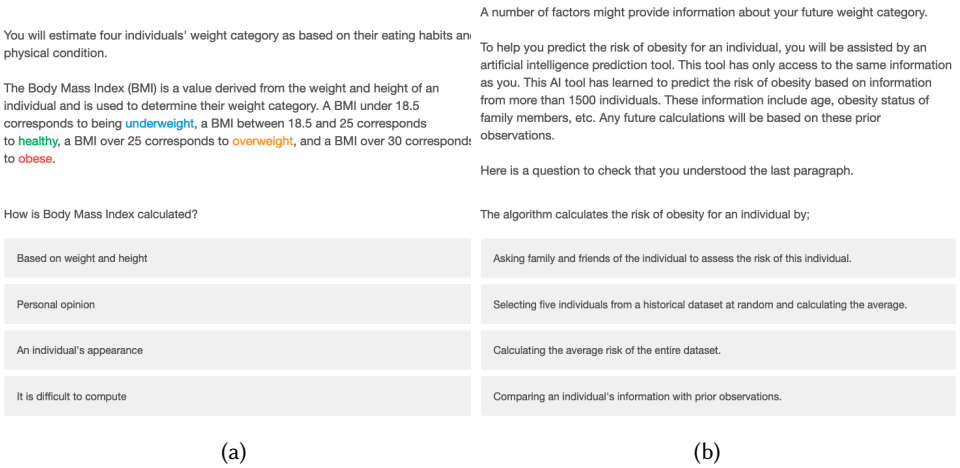 You will estimate four individuals' weight category as based on their eating habits and
physical condition.
The Body Mass Index (BMI) is a value derived from the weight and height of an
individual and is used to determine their weight category. A BMI under 18.5
corresponds to being underweight, a BMI between 18.5 and 25 corresponds
to healthy, a BMI over 25 corresponds to overweight, and a BMI over 30 corresponds
to obese.
How is Body Mass Index calculated?
Based on weight and height
Personal opinion
An individual's appearance
It is difficult to compute
(a)
A number of factors might provide information about your future weight category.
To help you predict the risk of obesity for an individual, you will be assisted by an
artificial intelligence prediction tool. This tool has only access to the same information
as you. This AI tool has learned to predict the risk of obesity based on information
from more than 1500 individuals. These information include age, obesity status of
family members, etc. Any future calculations will be based on these prior
observations.
Here is a question to check that you understood the last paragraph.
The algorithm calculates the risk of obesity for an individual by;
Asking family and friends of the individual to assess the risk of this individual.
Selecting five individuals from a historical dataset at random and calculating the average.
Calculating the average risk of the entire dataset.
Comparing an individual's information with prior observations.
(b)